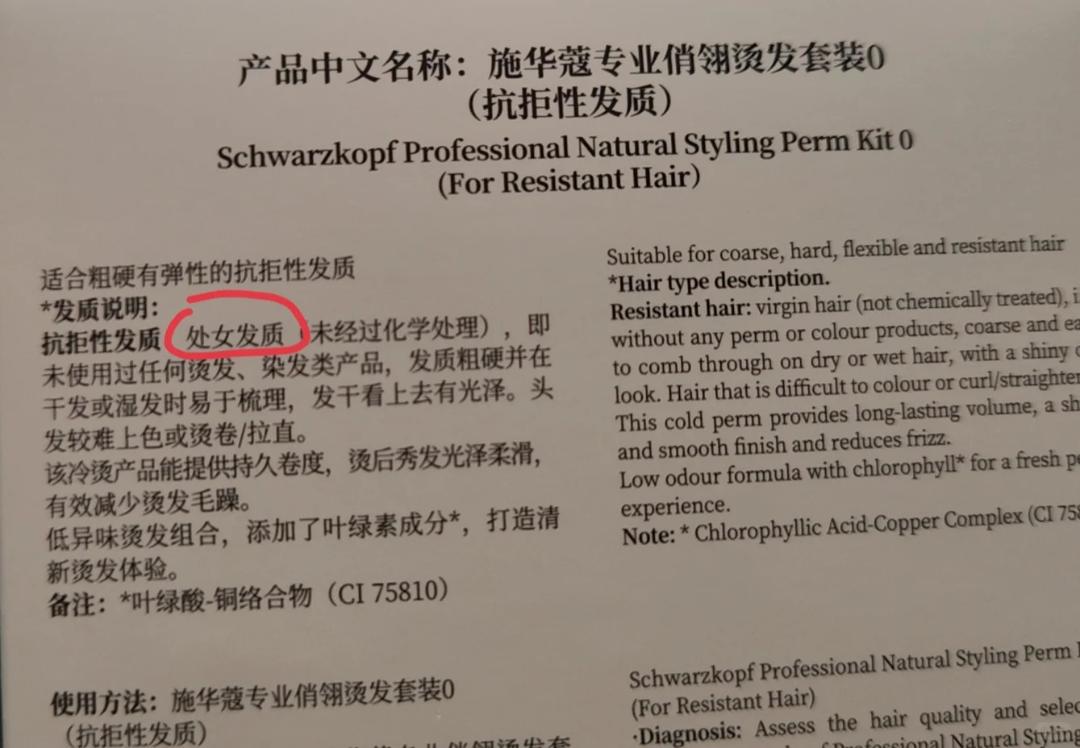 产品中文名称：施华蔻专业俏翎烫发套装0
（抗拒性发质）
Schwarzkopf Professional Natural Styling Perm Kit 0
(For Resistant Hair)
适合粗硬有弹性的抗拒性发质
*发质说明：
抗拒性发质 处女发质（未经过化学处理），即
未使用过任何烫发、染发类产品，发质粗硬并在
干发或湿发时易于梳理，发干看上去有光泽。头
发较难上色或烫卷/拉直。
该冷烫产品能提供持久卷度，烫后秀发光泽柔滑，
有效减少烫发毛躁。
低异味烫发组合，添加了叶绿素成分*，打造清
新烫发体验。
备注：*叶绿酸-铜络合物（CI 75810）
Suitable for coarse, hard, flexible and resistant hair
*Hair type description.
Resistant hair: virgin hair (not chemically treated),
without any perm or colour products, coarse and
to comb through on dry or wet hair, with a shiny
look. Hair that is difficult to colour or curl/straighten
This cold perm provides long-lasting volume, a
and smooth finish and reduces frizz.
Low odour formula with chlorophyll* for a fresh
experience.
Note: * Chlorophyllic Acid-Copper Complex (CI
使用方法：施华蔻专业俏翎烫发套装0
（抗拒性发质）
Schwarzkopf Professional Natural Styling Perm
(For Resistant Hair)
·Diagnosis: Assess the hair quality and
Natural Styling